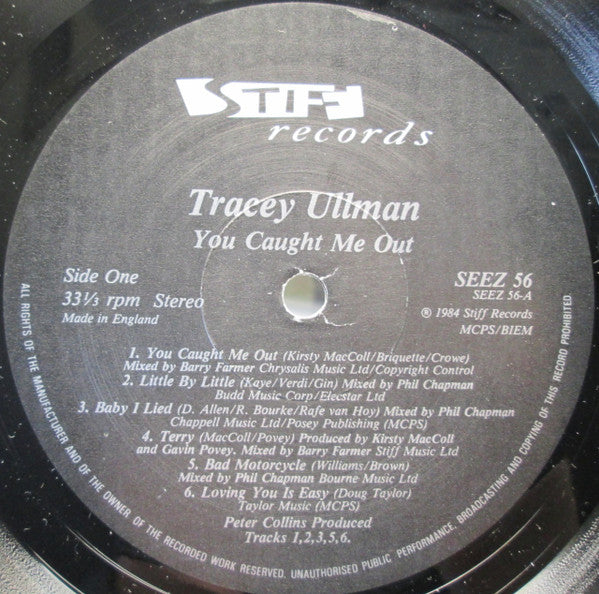 STIFF
records
Tracey Ullman
You Caught Me Out
Side One
33⅓ rpm Stereo
Made in England
SEEZ 56
SEEZ 56-A
℗ 1984 Stiff Records
MCPS/BIEM
1. You Caught Me Out (Kirsty MacColl/Briquette/Crowe)
Mixed by Barry Farmer Chrysalis Music Ltd/Copyright Control
2. Little By Little (Kaye/Verdi/Gin) Mixed by Phil Chapman
Budd Music Corp/Elecstar Ltd
3. Baby I Lied (D. Allen/R. Bourke/Rafe van Hoy) Mixed by Phil Chapman
Chappell Music Ltd/Posey Publishing (MCPS)
4. Terry (MacColl/Povey) Produced by Kirsty MacColl
and Gavin Povey. Mixed by Barry Farmer Stiff Music Ltd
5. Bad Motorcycle (Williams/Brown)
Mixed by Phil Chapman Bourne Music Ltd
6. Loving You Is Easy (Doug Taylor)
Taylor Music (MCPS)
Peter Collins Produced
Tracks 1,2,3,5,6.
ALL RIGHTS OF THE MANUFACTURER AND OF THE OWNER OF THE RECORDED WORK RESERVED. UNAUTHORISED PUBLIC PERFORMANCE, BROADCASTING AND COPYING OF THIS RECORD PROHIBITED.